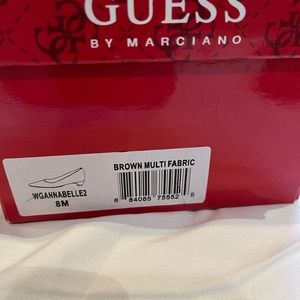 GUESS
BY MARCIANO
BROWN MULTI FABRIC
WGANNABELLE2
8M
8 84085 75552 5